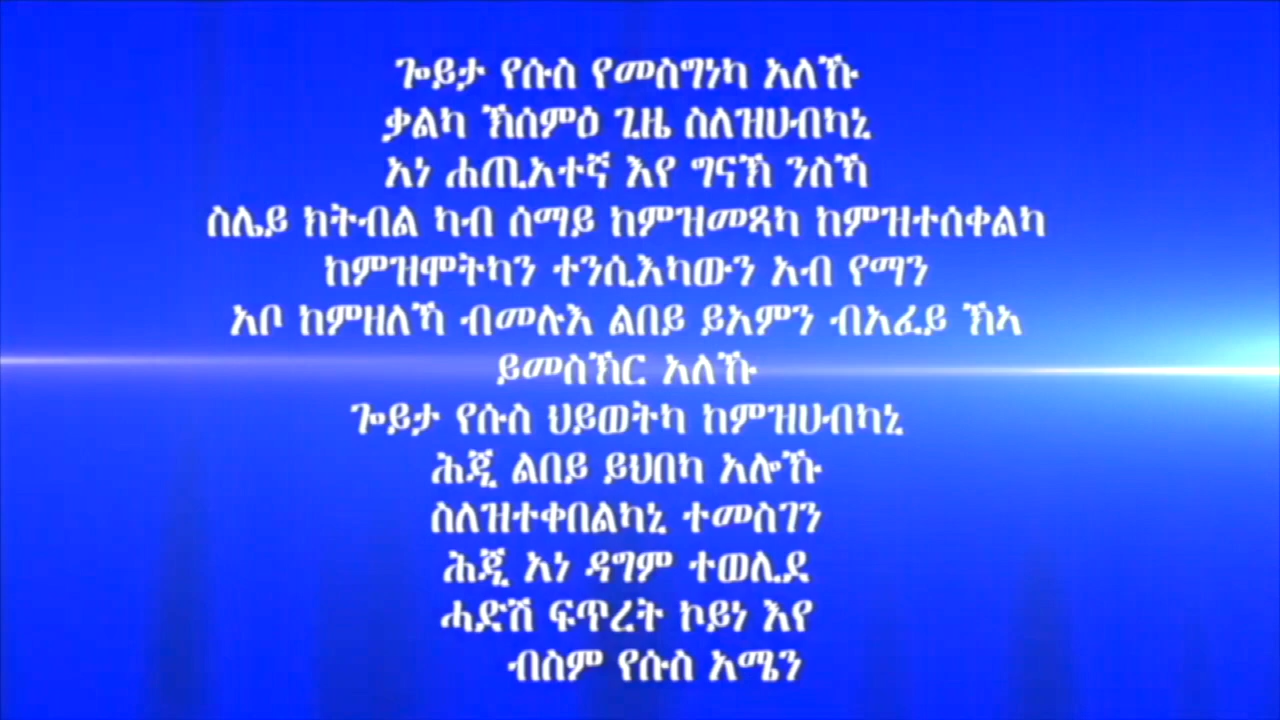 ጐይታ የሱስ የመስግነካ አለኹ
ቃልካ ኽሰምዕ ጊዜ ስለዝሀብካኒ
አነ ሐጢአተኛ እየ ግናኽ ንስኻ
ስሌይ ክትብል ካብ ሰማይ ከምዝመጻካ ከምዝተሰቀልካ
ከምዝሞትካን ተንሲእካውን አብ የማን
አቦ ከምዘለኻ ብመሉእ ልበይ ይአምን ብአፈይ ኽኣ
ይመስኽር አለኹ
ጐይታ የሱስ ህይወትካ ከምዝሀብካኒ
ሕጂ ልበይ ይህበካ አሎኹ
ስለዝተቀበልካኒ ተመስገን
ሕጂ አነ ዳግም ተወሊደ
ሓድሽ ፍጥረት ኮይነ እየ
ብስም የሱስ አሜን